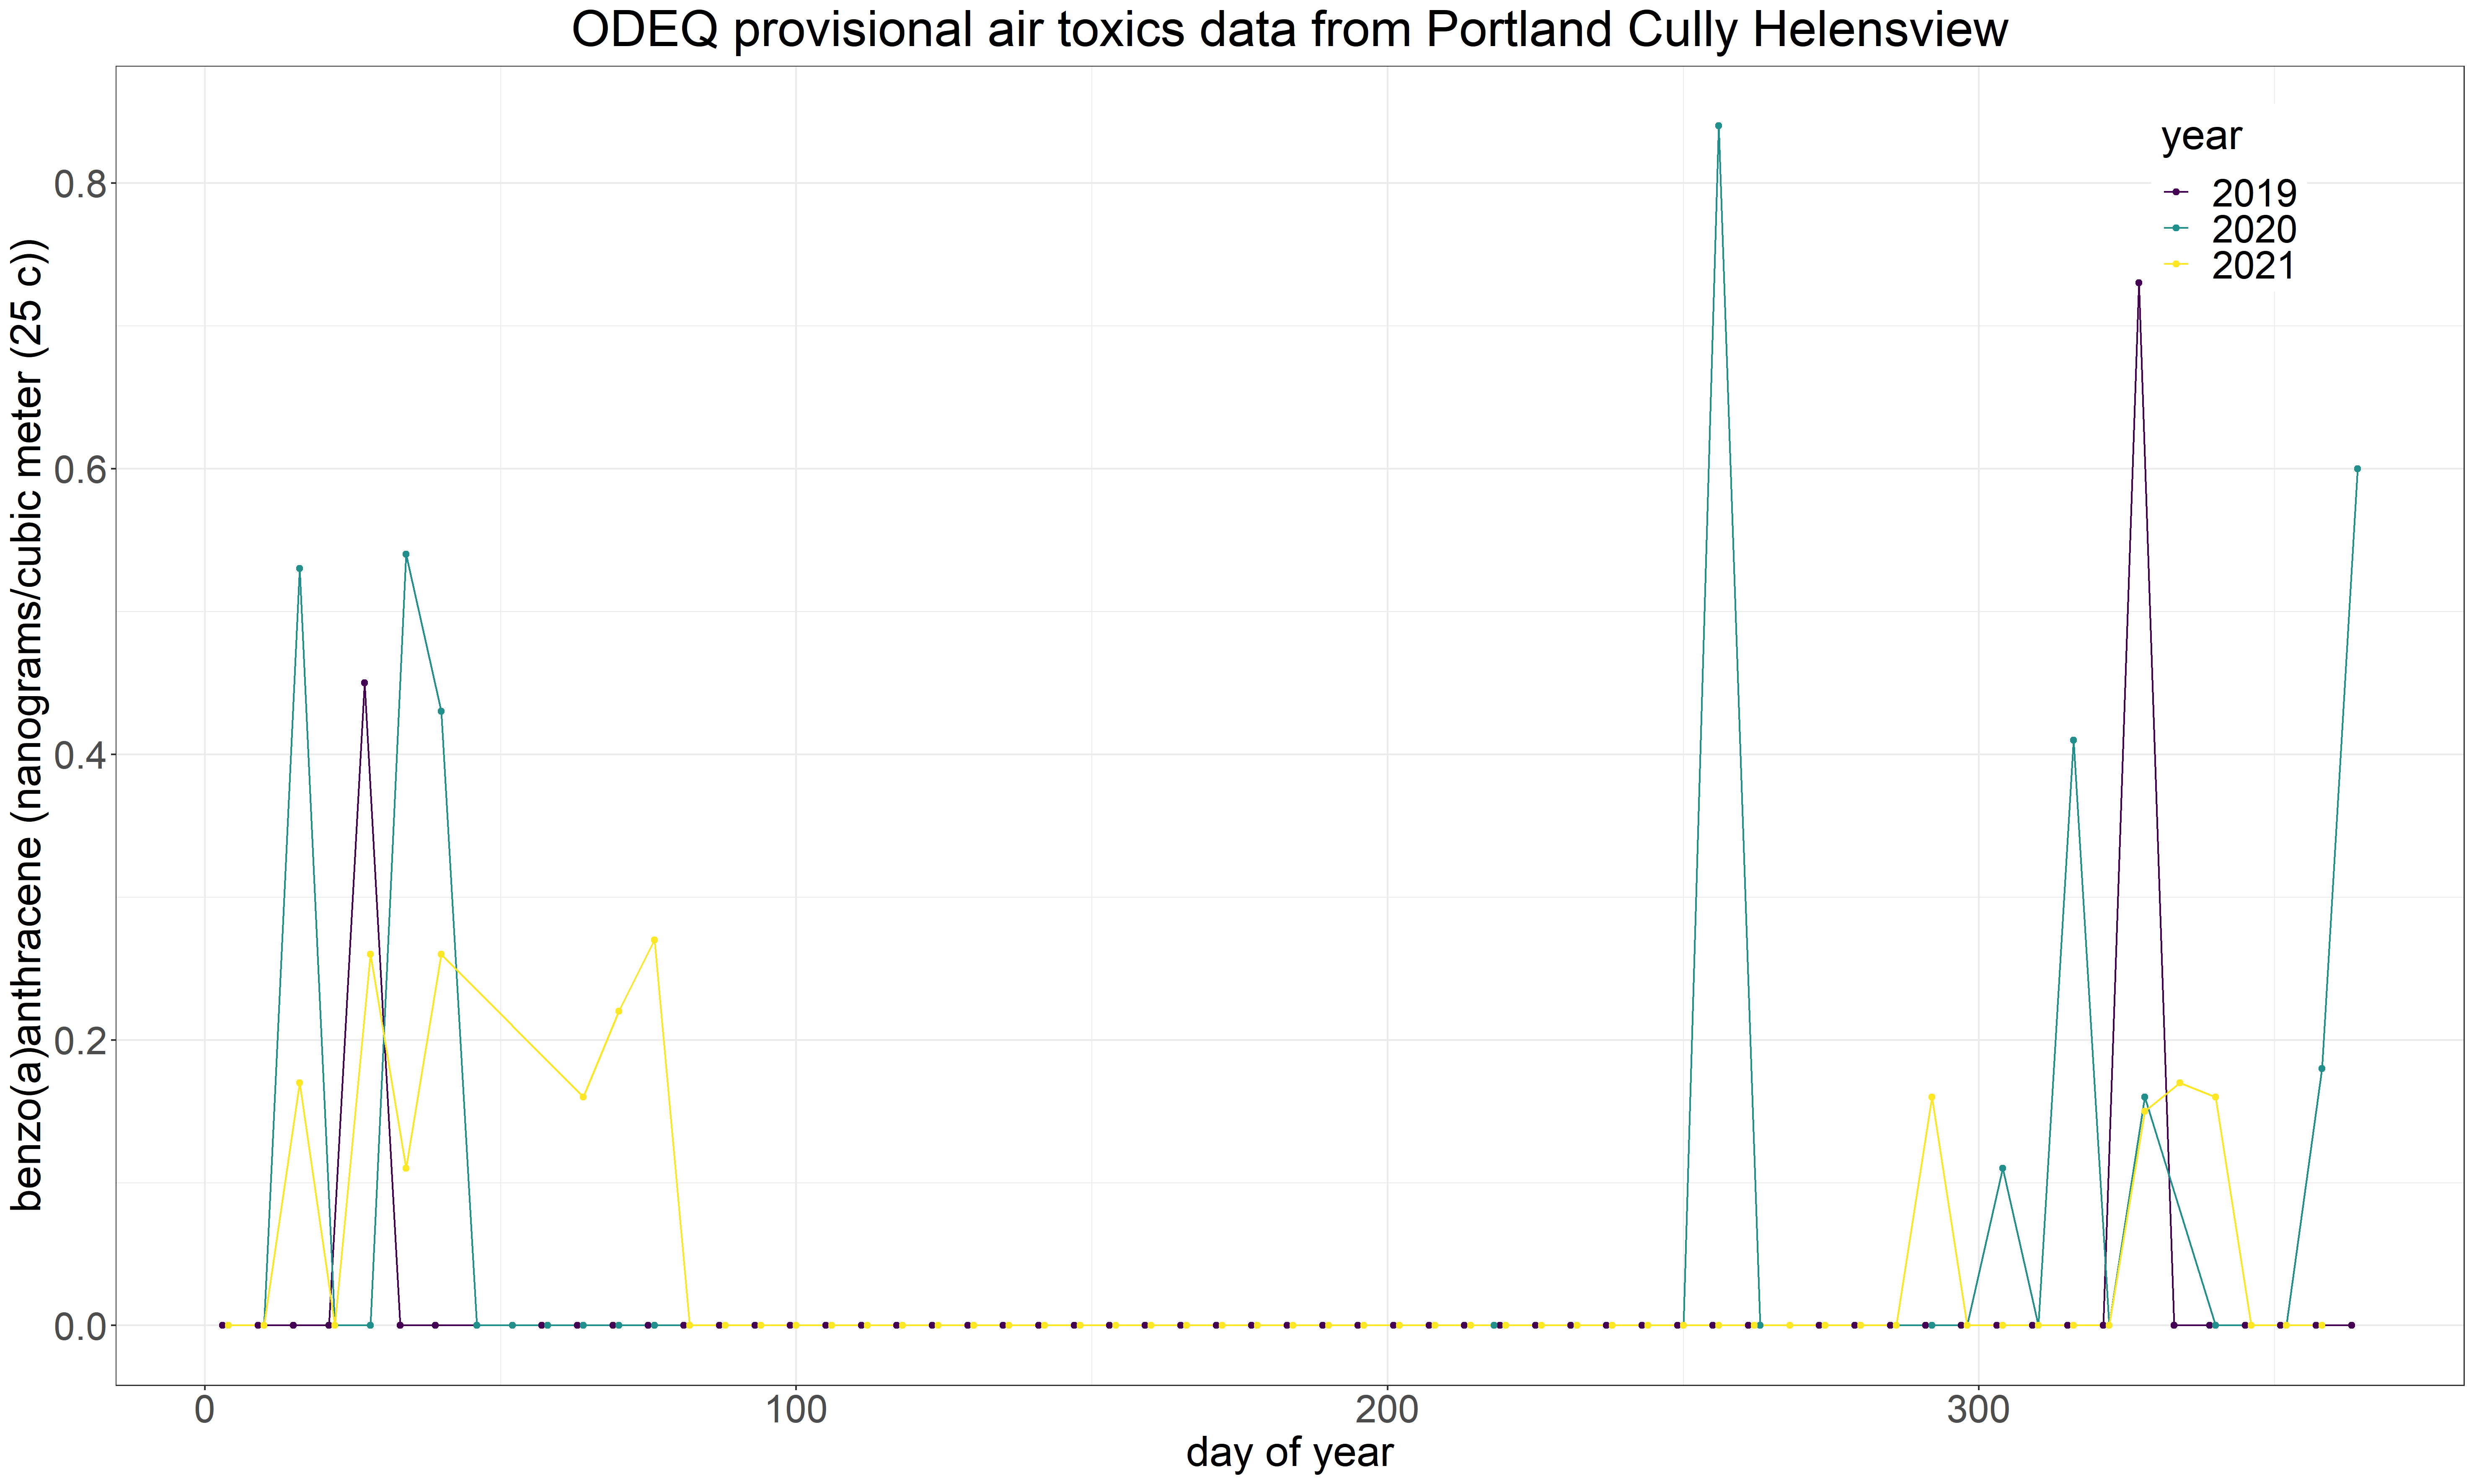 ODEQ provisional air toxics data from Portland Cully Helensview
benzo(a)anthracene (nanograms/cubic meter (25 c))
0.8
0.6
0.4
0.2
0.0
year
2019
2020
2021
0 100 200 300
day of year